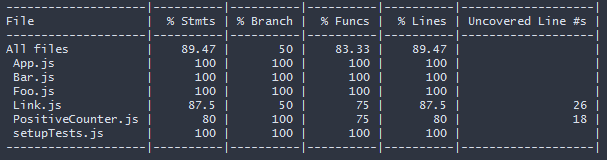 ---------------------|----------|----------|----------|----------|-------------------|
File                 |  % Stmts | % Branch |  % Funcs |  % Lines | Uncovered Line #s |
---------------------|----------|----------|----------|----------|-------------------|
All files            |    89.47 |       50 |    83.33 |    89.47 |                   |
 App.js              |      100 |      100 |      100 |      100 |                   |
 Bar.js              |      100 |      100 |      100 |      100 |                   |
 Foo.js              |      100 |      100 |      100 |      100 |                   |
 Link.js             |     87.5 |       50 |       75 |     87.5 |                26 |
 PositiveCounter.js  |       80 |      100 |       75 |       80 |                18 |
 setupTests.js       |      100 |      100 |      100 |      100 |                   |
---------------------|----------|----------|----------|----------|-------------------|